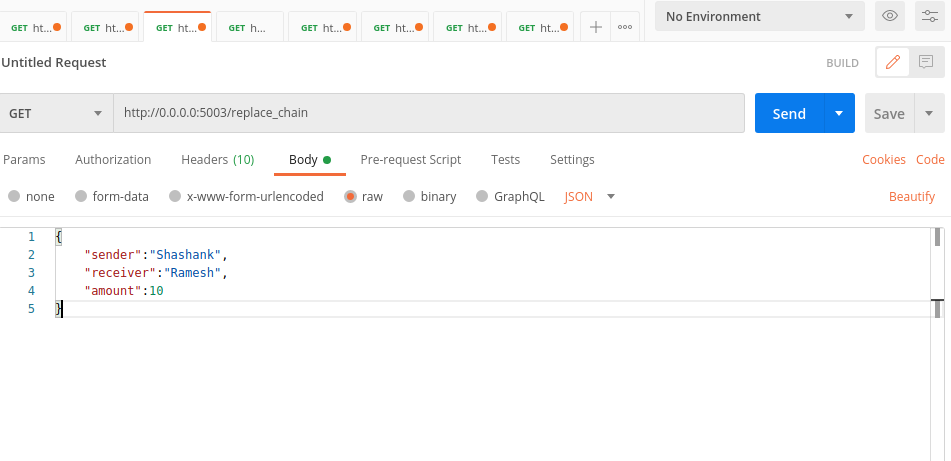 GET ht... GET ht... GET ht... GET h... GET ht... GET ht... GET ht... GET ht... No Environment
Untitled Request BUILD
GET http://0.0.0.0:5003/replace_chain Send Save
Params Authorization Headers (10) Body Pre-request Script Tests Settings Cookies Code
none form-data x-www-form-urlencoded raw binary GraphQL JSON Beautify
1 {
2 "sender":"Shashank",
3 "receiver":"Ramesh",
4 "amount":10
5 }